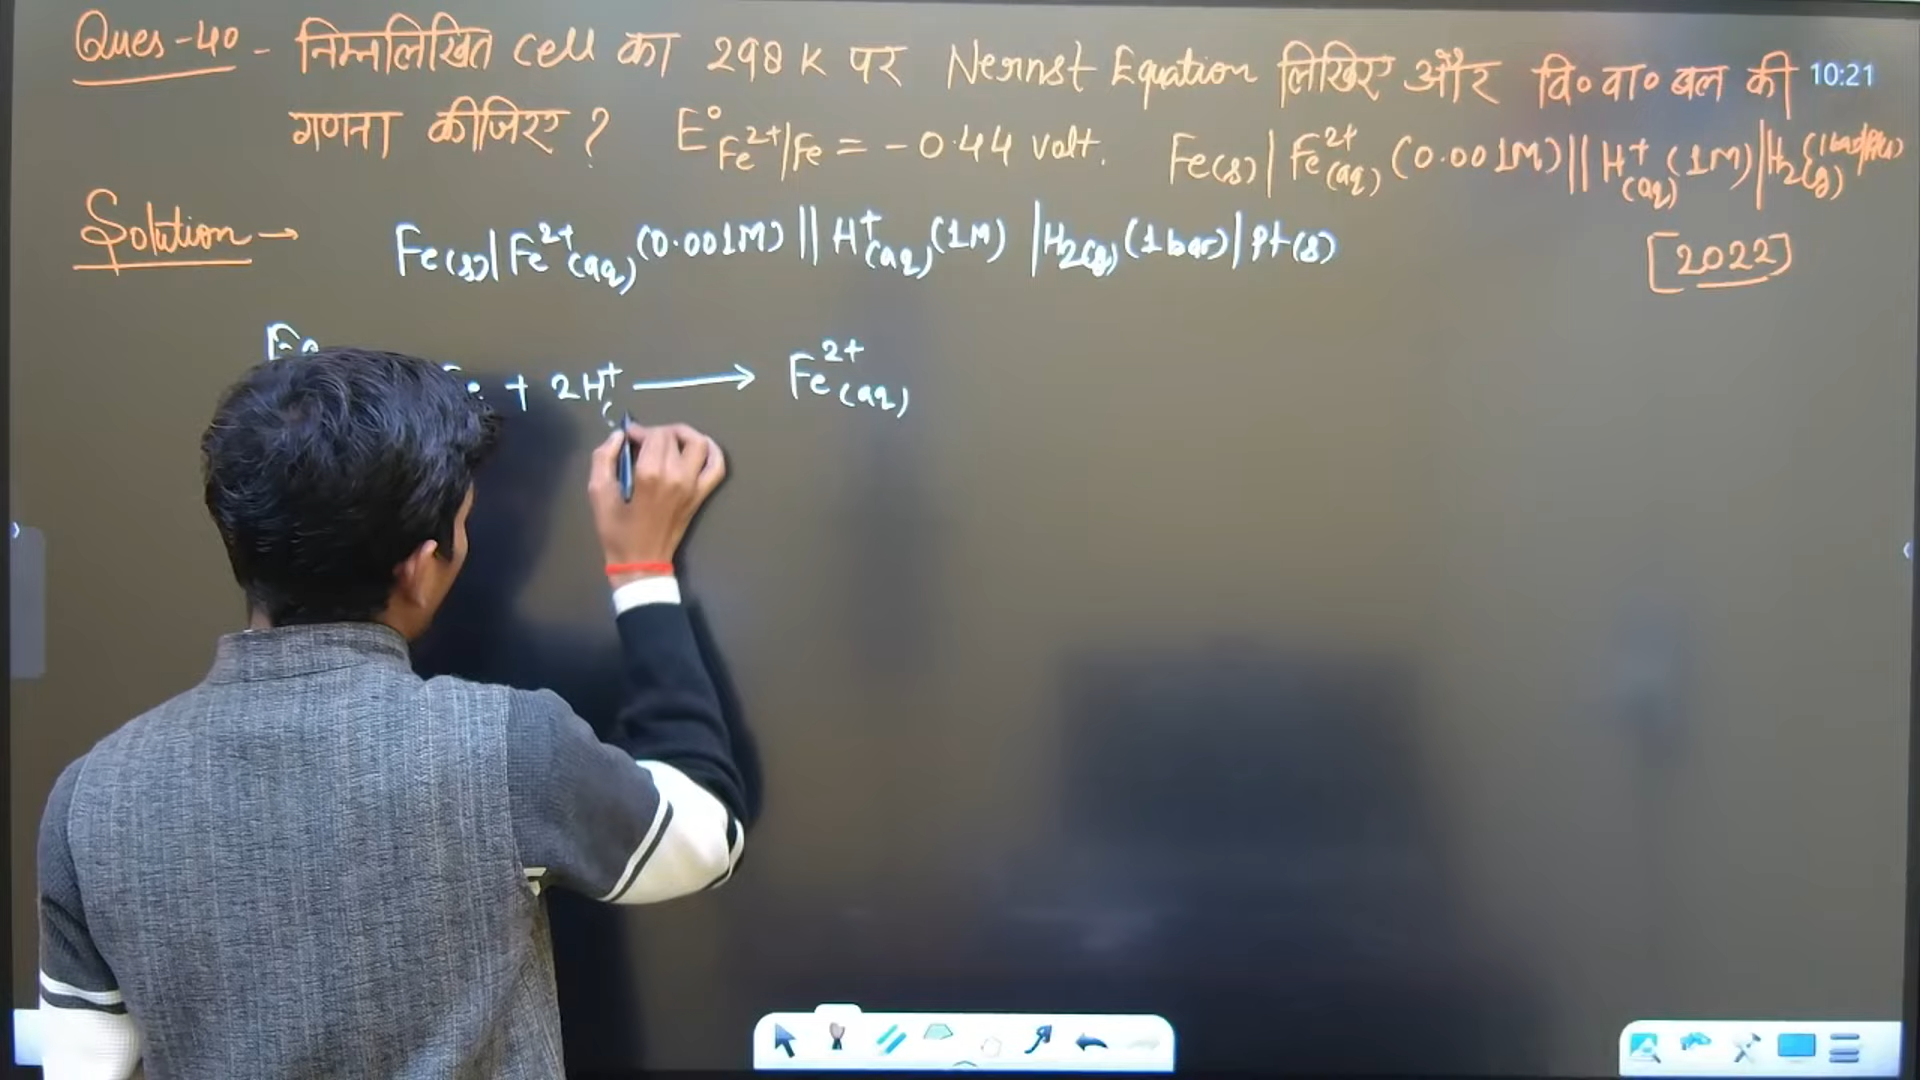 Ques-40- निम्नलिखित cell का 298 K पर Nernst Equation लिखिए और वि० वा० बल की
10:21
गणना कीजिए ? E°Fe2+/Fe = -0.44 volt. Fe(s)|Fe2+(aq)(0.001M)||H+(aq)(1M)|H2(g)
Solution→ Fe(s)|Fe2+(aq)(0.001M)||H+(aq)(1M)|H2(g)(1bar)|Pt(s)
[2022]
+ 2H+ ⟶ Fe2+(aq)